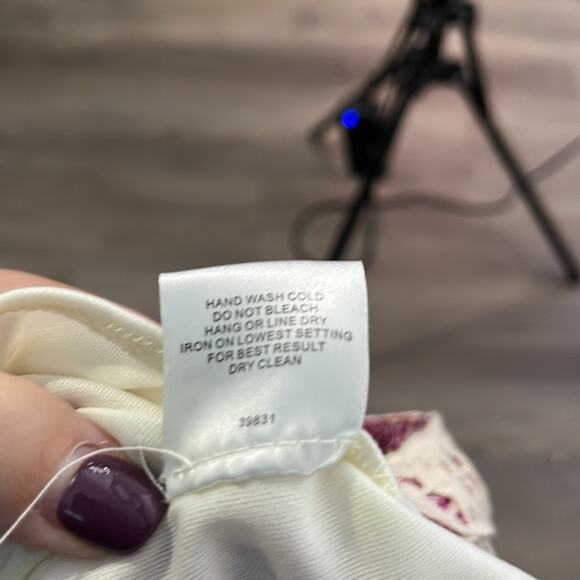 HAND WASH COLD
DO NOT BLEACH
HANG OR LINE DRY
IRON ON LOWEST SETTING
FOR BEST RESULT
DRY CLEAN
39831